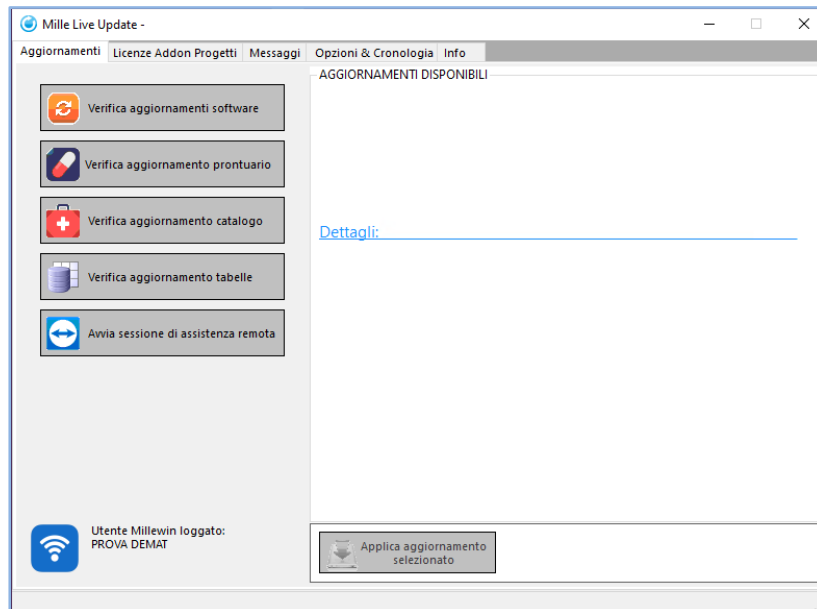 Mille Live Update -
Aggiornamenti Licenze Addon Progetti Messaggi Opzioni & Cronologia Info
AGGIORNAMENTI DISPONIBILI
Verifica aggiornamenti software
Verifica aggiornamento prontuario
Verifica aggiornamento catalogo
Dettagli:
Verifica aggiornamento tabelle
Avvia sessione di assistenza remota
Utente Millewin loggato:
PROVA DEMAT
Applica aggiornamento
selezionato